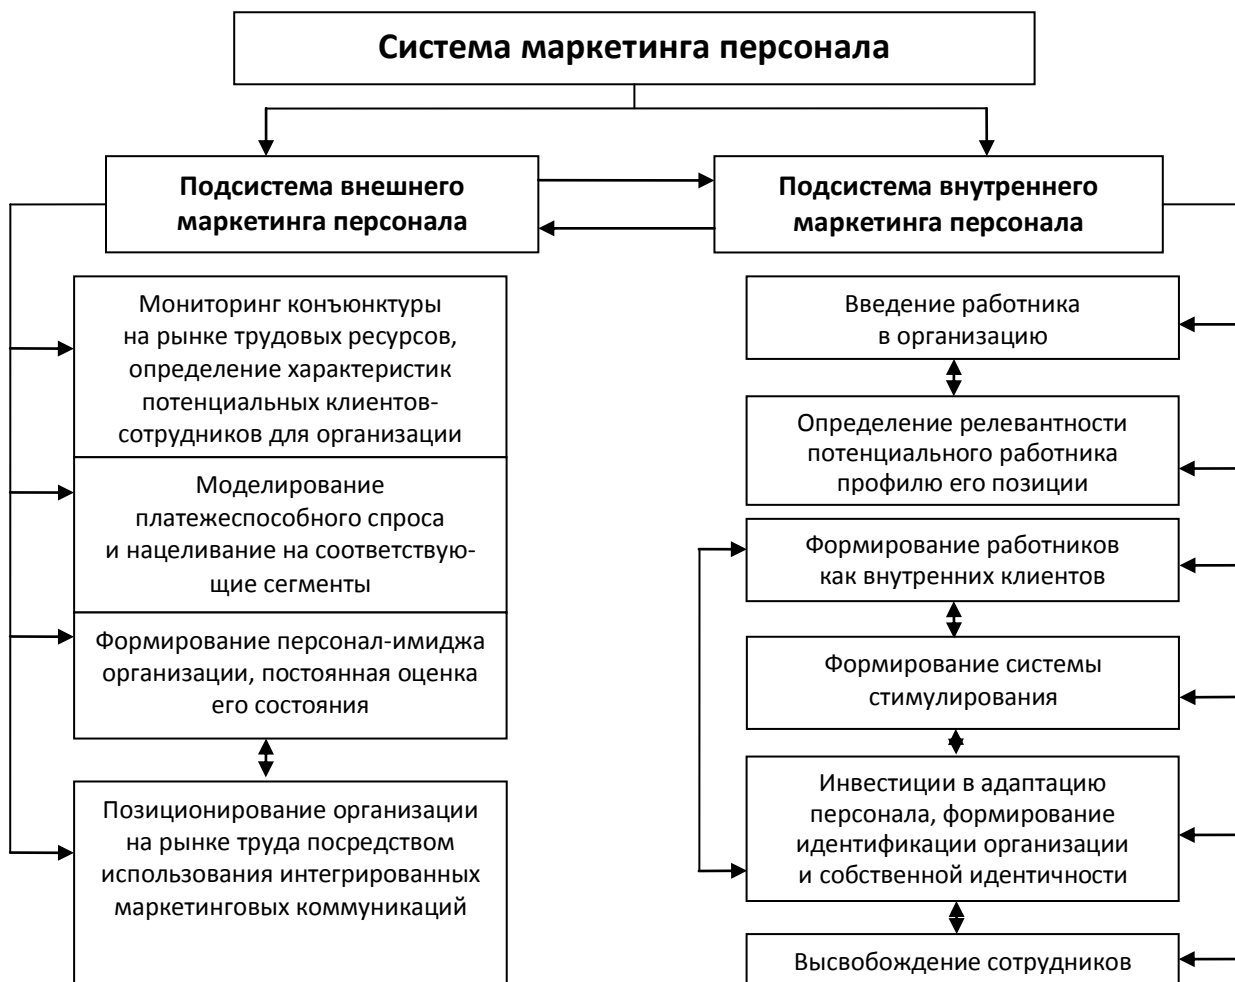 Система маркетинга персонала
Подсистема внешнего
маркетинга персонала
Подсистема внутреннего
маркетинга персонала
Мониторинг конъюнктуры
на рынке трудовых ресурсов,
определение характеристик
потенциальных клиентов-
сотрудников для организации
Моделирование
платежеспособного спроса
и нацеливание на соответствую-
щие сегменты
Формирование персонал-имиджа
организации, постоянная оценка
его состояния
Позиционирование организации
на рынке труда посредством
использования интегрированных
маркетинговых коммуникаций
Введение работника
в организацию
Определение релевантности
потенциального работника
профилю его позиции
Формирование работников
как внутренних клиентов
Формирование системы
стимулирования
Инвестиции в адаптацию
персонала, формирование
идентификации организации
и собственной идентичности
Высвобождение сотрудников